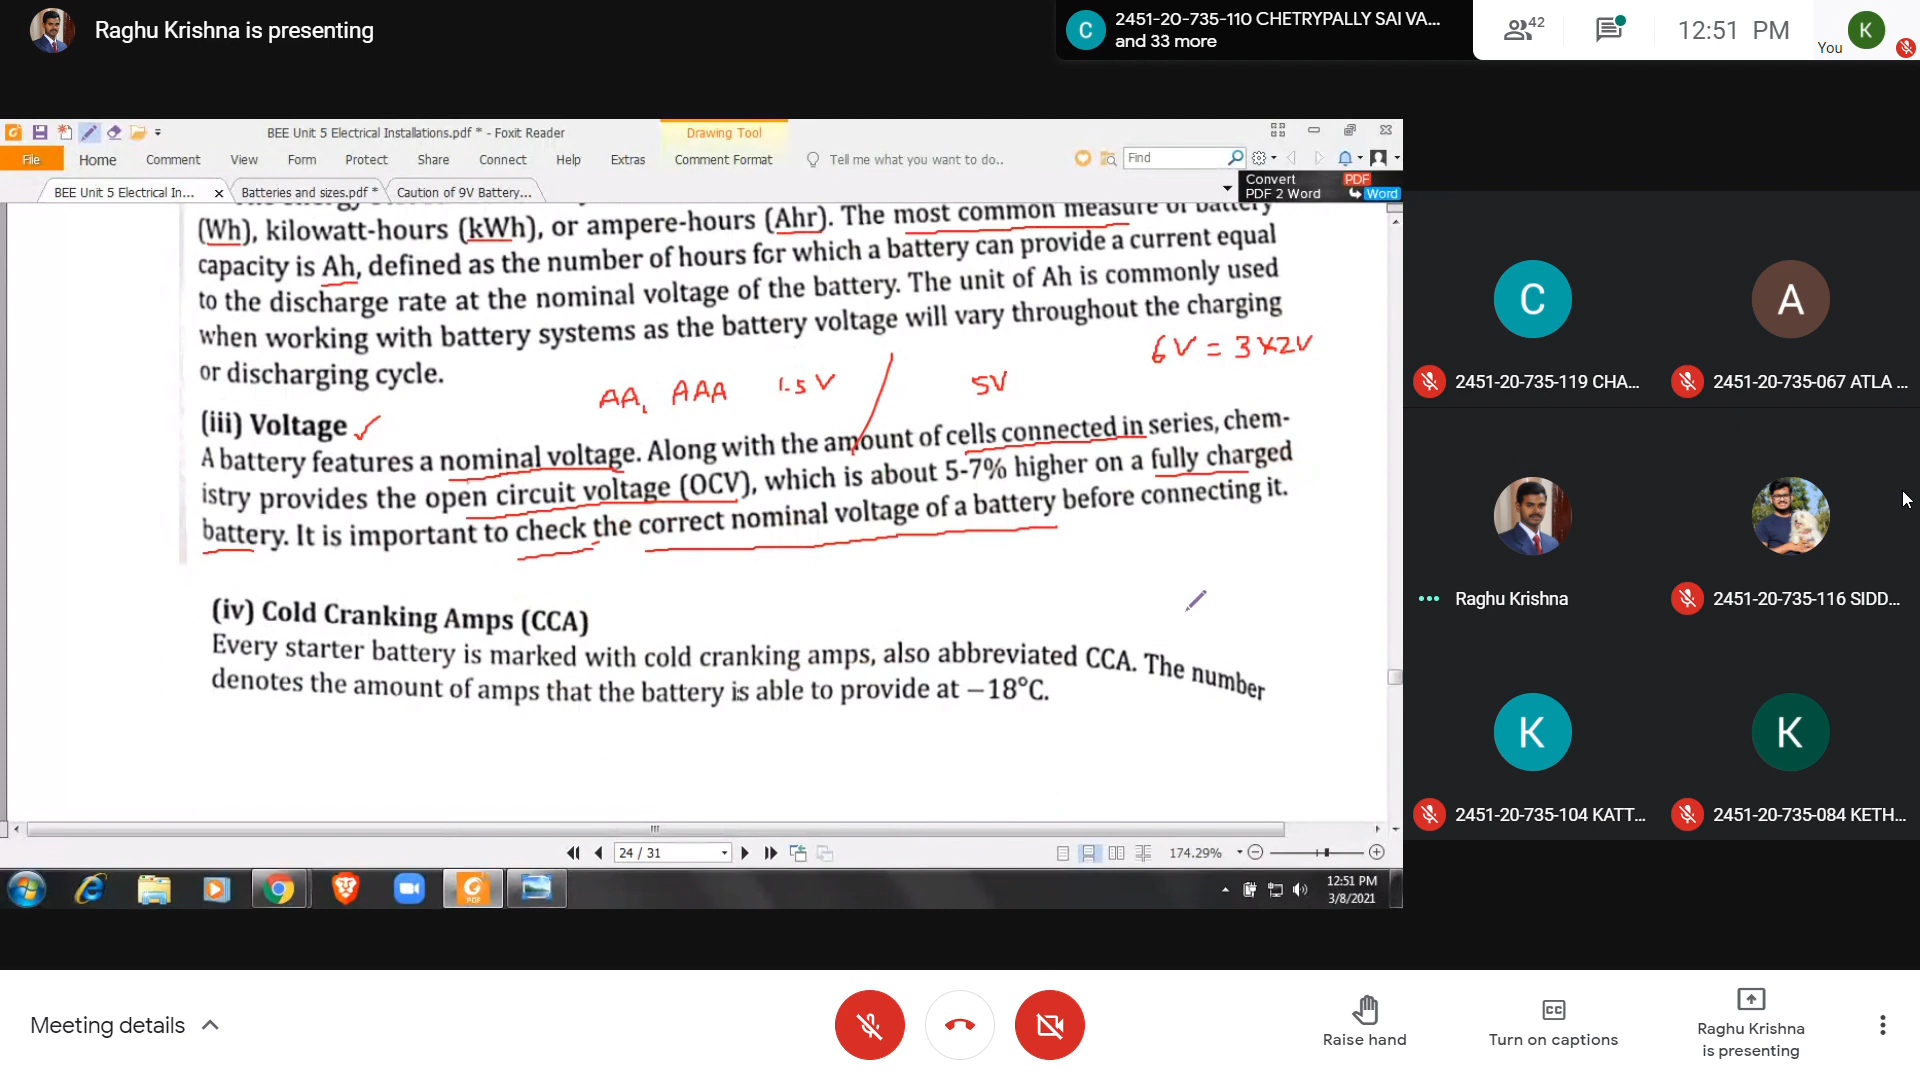 Raghu Krishna is presenting
C
2451-20-735-110 CHETRYPALLY SAI VA...
and 33 more
42
12:51 PM
You
K
BEE Unit 5 Electrical Installations.pdf * - Foxit Reader
Drawing Tool
File
Home
Comment
View
Form
Protect
Share
Connect
Help
Extras
Comment Format
Tell me what you want to do..
Find
BEE Unit 5 Electrical In...
Batteries and sizes.pdf *
Caution of 9V Battery...
Convert
PDF 2 Word
PDF
Word
(Wh), kilowatt-hours (kWh), or ampere-hours (Ahr). The most common measure of battery
capacity is Ah, defined as the number of hours for which a battery can provide a current equal
to the discharge rate at the nominal voltage of the battery. The unit of Ah is commonly used
when working with battery systems as the battery voltage will vary throughout the charging
or discharging cycle.
6V = 3X2V
AA, AAA 1.5 V
5V
(iii) Voltage
A battery features a nominal voltage. Along with the amount of cells connected in series, chem-
istry provides the open circuit voltage (OCV), which is about 5-7% higher on a fully charged
battery. It is important to check the correct nominal voltage of a battery before connecting it.
(iv) Cold Cranking Amps (CCA)
Every starter battery is marked with cold cranking amps, also abbreviated CCA. The number
denotes the amount of amps that the battery is able to provide at –18°C.
24 / 31
174.29%
PDF
12:51 PM
3/8/2021
C
2451-20-735-119 CHA...
A
2451-20-735-067 ATLA ...
Raghu Krishna
2451-20-735-116 SIDD...
K
2451-20-735-104 KATT...
K
2451-20-735-084 KETH...
Meeting details
Raise hand
CC
Turn on captions
Raghu Krishna
is presenting